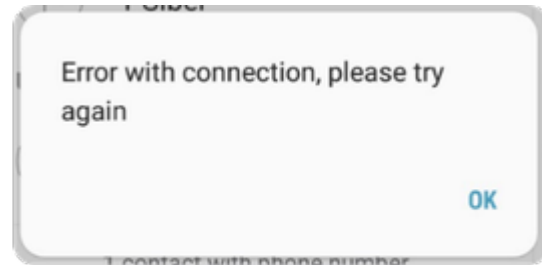 Error with connection, please try
again
OK
1 contact with phone number